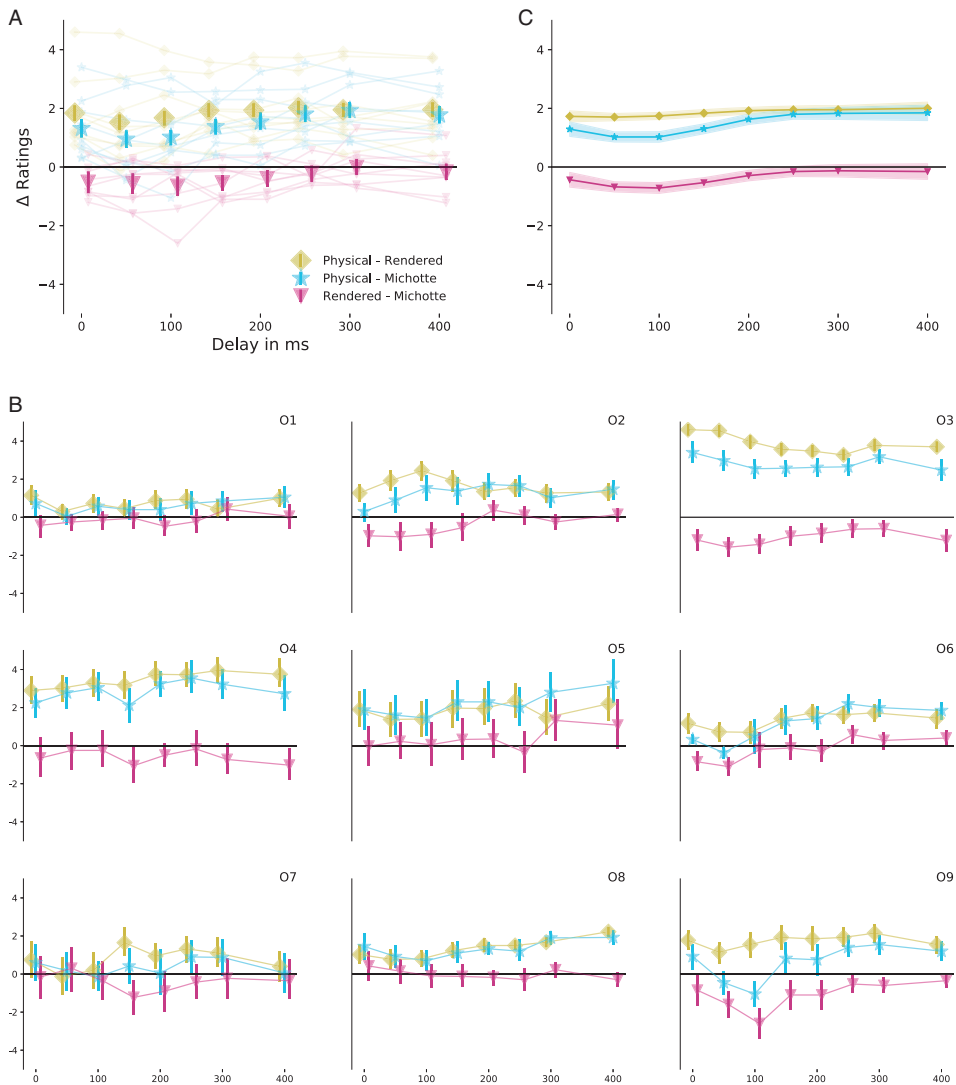 A
4
2
0
−2
−4
Δ Ratings
Physical - Rendered
Physical - Michotte
Rendered - Michotte
0 100 200 300 400
Delay in ms
C
4
2
0
−2
−4
0 100 200 300 400
B
O1 O2 O3
4
2
0
-2
-4
O4 O5 O6
4
2
0
-2
-4
O7 O8 O9
4
2
0
-2
-4
0 100 200 300 400 0 100 200 300 400 0 100 200 300 400